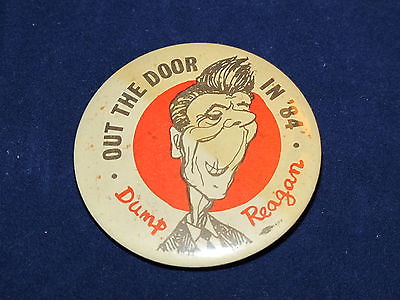 • OUT THE DOOR IN '84 •
Dump Reagan